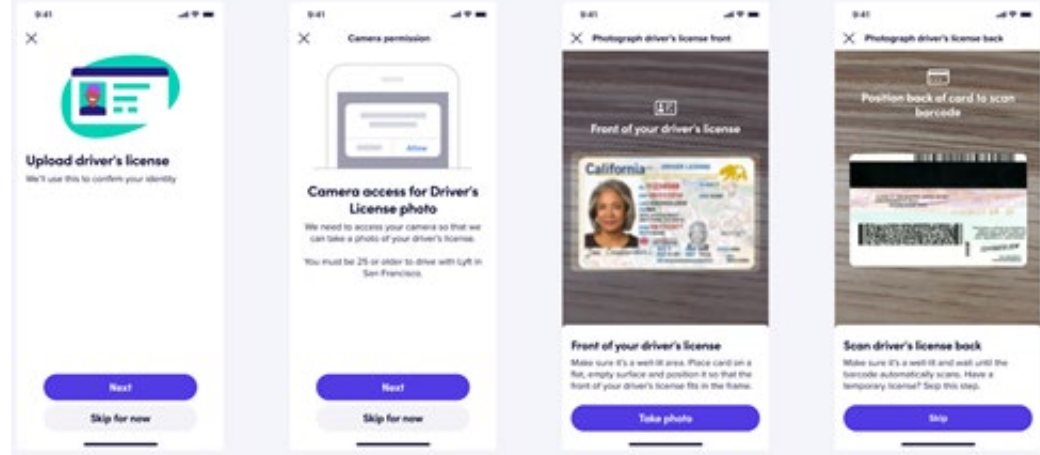 9:41
Upload driver's license
We'll use this to confirm your identity
Next
Skip for now
9:41
Camera permission
Allow
Camera access for Driver's
License photo
We need to access your camera so that we
can take a photo of your driver's license.
You must be 25 or older to drive with Lyft in
San Francisco.
Next
Skip for now
9:41
Photograph driver's license front
Front of your driver's license
California
DRIVER LICENSE
Front of your driver's license
Make sure it's a well-lit area. Place card on a
flat, empty surface and position it so that the
front of your driver's license fits in the frame.
Take photo
9:41
Photograph driver's license back
Position back of card to scan
barcode
Scan driver's license back
Make sure it's a well-lit and wait until the
barcode automatically scans. Have a
temporary license? Skip this step.
Skip